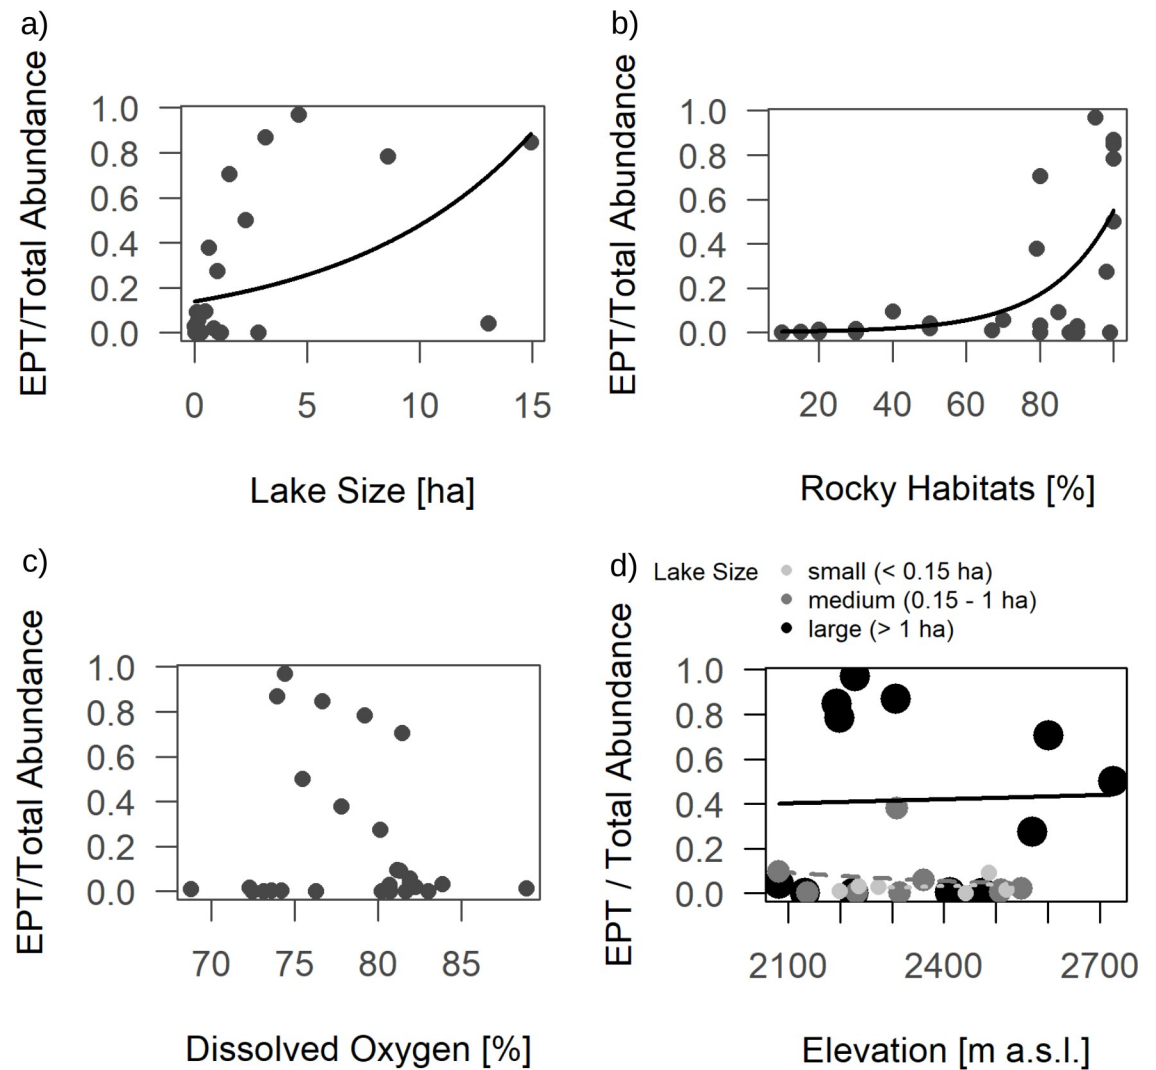 a)
EPT/Total Abundance
1.0
0.8
0.6
0.4
0.2
0.0
0 5 10 15
Lake Size [ha]
b)
EPT/Total Abundance
1.0
0.8
0.6
0.4
0.2
0.0
20 40 60 80
Rocky Habitats [%]
c)
EPT/Total Abundance
1.0
0.8
0.6
0.4
0.2
0.0
70 75 80 85
Dissolved Oxygen [%]
d)
Lake Size
small (< 0.15 ha)
medium (0.15 - 1 ha)
large (> 1 ha)
EPT / Total Abundance
1.0
0.8
0.6
0.4
0.2
0.0
2100 2400 2700
Elevation [m a.s.l.]